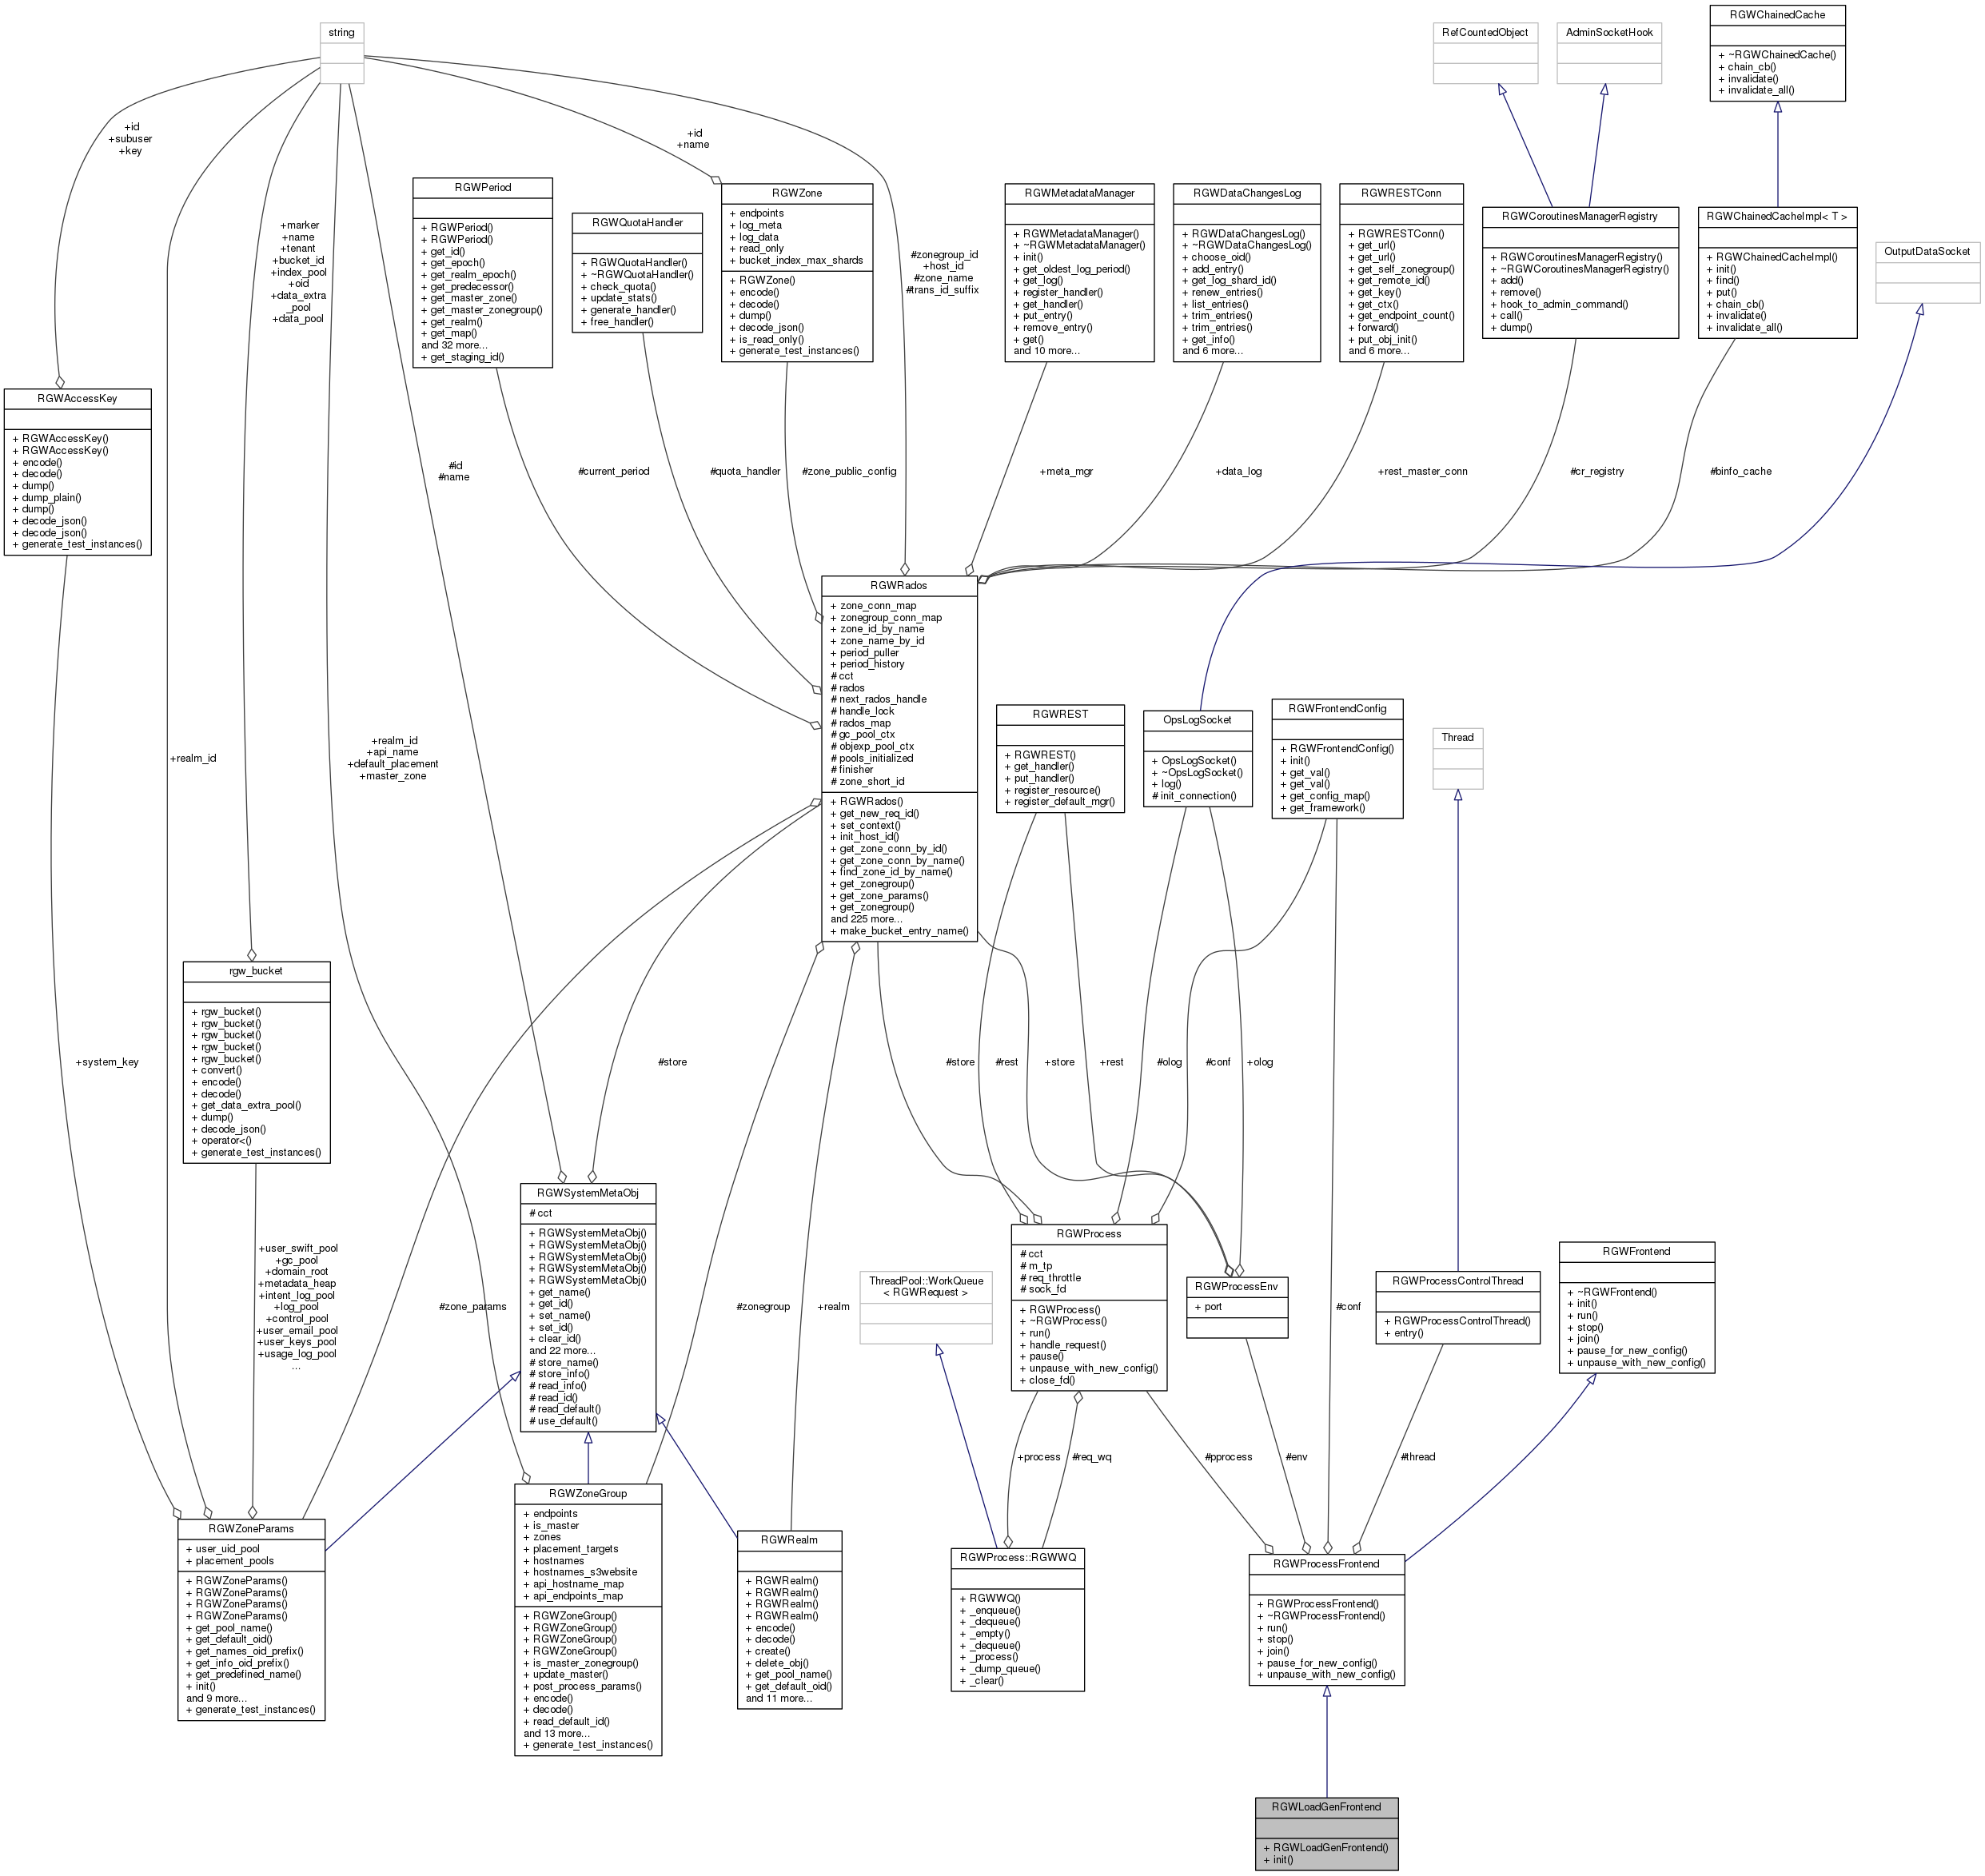 string
RefCountedObject
AdminSocketHook
RGWChainedCache
+ ~RGWChainedCache()
+ chain_cb()
+ invalidate()
+ invalidate_all()
+id
+subuser
+key
+id
+name
+marker
+name
+tenant
+bucket_id
+index_pool
+oid
+data_extra
_pool
+data_pool
RGWPeriod
+ RGWPeriod()
+ RGWPeriod()
+ get_id()
+ get_epoch()
+ get_realm_epoch()
+ get_predecessor()
+ get_master_zone()
+ get_master_zonegroup()
+ get_realm()
+ get_map()
and 32 more...
+ get_staging_id()
RGWQuotaHandler
+ RGWQuotaHandler()
+ ~RGWQuotaHandler()
+ check_quota()
+ update_stats()
+ generate_handler()
+ free_handler()
RGWZone
+ endpoints
+ log_meta
+ log_data
+ read_only
+ bucket_index_max_shards
+ RGWZone()
+ encode()
+ decode()
+ dump()
+ decode_json()
+ is_read_only()
+ generate_test_instances()
#zonegroup_id
+host_id
#zone_name
#trans_id_suffix
RGWMetadataManager
+ RGWMetadataManager()
+ ~RGWMetadataManager()
+ init()
+ get_oldest_log_period()
+ get_log()
+ register_handler()
+ get_handler()
+ put_entry()
+ remove_entry()
+ get()
and 10 more...
RGWDataChangesLog
+ RGWDataChangesLog()
+ ~RGWDataChangesLog()
+ choose_oid()
+ add_entry()
+ get_log_shard_id()
+ renew_entries()
+ list_entries()
+ trim_entries()
+ trim_entries()
+ get_info()
and 6 more...
RGWRESTConn
+ RGWRESTConn()
+ get_url()
+ get_url()
+ get_self_zonegroup()
+ get_remote_id()
+ get_key()
+ get_ctx()
+ get_endpoint_count()
+ forward()
+ put_obj_init()
and 6 more...
RGWCoroutinesManagerRegistry
+ RGWCoroutinesManagerRegistry()
+ ~RGWCoroutinesManagerRegistry()
+ add()
+ remove()
+ hook_to_admin_command()
+ call()
+ dump()
RGWChainedCacheImpl< T >
+ RGWChainedCacheImpl()
+ init()
+ find()
+ put()
+ chain_cb()
+ invalidate()
+ invalidate_all()
OutputDataSocket
RGWAccessKey
+ RGWAccessKey()
+ RGWAccessKey()
+ encode()
+ decode()
+ dump()
+ dump_plain()
+ dump()
+ decode_json()
+ decode_json()
+ generate_test_instances()
#id
#name
#current_period
#quota_handler
#zone_public_config
+meta_mgr
+data_log
+rest_master_conn
#cr_registry
#binfo_cache
RGWRados
+ zone_conn_map
+ zonegroup_conn_map
+ zone_id_by_name
+ zone_name_by_id
+ period_puller
+ period_history
# cct
# rados
# next_rados_handle
# handle_lock
# rados_map
# gc_pool_ctx
# objexp_pool_ctx
# pools_initialized
# finisher
# zone_short_id
+ RGWRados()
+ get_new_req_id()
+ set_context()
+ init_host_id()
+ get_zone_conn_by_id()
+ get_zone_conn_by_name()
+ find_zone_id_by_name()
+ get_zonegroup()
+ get_zone_params()
+ get_zonegroup()
and 225 more...
+ make_bucket_entry_name()
+realm_id
+realm_id
+api_name
+default_placement
+master_zone
RGWREST
+ RGWREST()
+ get_handler()
+ put_handler()
+ register_resource()
+ register_default_mgr()
OpsLogSocket
+ OpsLogSocket()
+ ~OpsLogSocket()
+ log()
# init_connection()
RGWFrontendConfig
+ RGWFrontendConfig()
+ init()
+ get_val()
+ get_val()
+ get_config_map()
+ get_framework()
Thread
rgw_bucket
+ rgw_bucket()
+ rgw_bucket()
+ rgw_bucket()
+ rgw_bucket()
+ rgw_bucket()
+ convert()
+ encode()
+ decode()
+ get_data_extra_pool()
+ dump()
+ decode_json()
+ operator<()
+ generate_test_instances()
+system_key
#store
#store
#rest
+store
+rest
#olog
#conf
+olog
RGWSystemMetaObj
# cct
+ RGWSystemMetaObj()
+ RGWSystemMetaObj()
+ RGWSystemMetaObj()
+ RGWSystemMetaObj()
+ RGWSystemMetaObj()
+ get_name()
+ get_id()
+ set_name()
+ set_id()
+ clear_id()
and 22 more...
# store_name()
# store_info()
# read_info()
# read_id()
# read_default()
# use_default()
+user_swift_pool
+gc_pool
+domain_root
+metadata_heap
+intent_log_pool
+log_pool
+control_pool
+user_email_pool
+user_keys_pool
+usage_log_pool
...
#zone_params
#zonegroup
+realm
ThreadPool::WorkQueue
< RGWRequest >
RGWProcess
# cct
# m_tp
# req_throttle
# sock_fd
+ RGWProcess()
+ ~RGWProcess()
+ run()
+ handle_request()
+ pause()
+ unpause_with_new_config()
+ close_fd()
RGWProcessEnv
+ port
#conf
RGWProcessControlThread
+ RGWProcessControlThread()
+ entry()
RGWFrontend
+ ~RGWFrontend()
+ init()
+ run()
+ stop()
+ join()
+ pause_for_new_config()
+ unpause_with_new_config()
+process
#req_wq
#pprocess
#env
#thread
RGWZoneParams
+ user_uid_pool
+ placement_pools
+ RGWZoneParams()
+ RGWZoneParams()
+ RGWZoneParams()
+ RGWZoneParams()
+ get_pool_name()
+ get_default_oid()
+ get_names_oid_prefix()
+ get_info_oid_prefix()
+ get_predefined_name()
+ init()
and 9 more...
+ generate_test_instances()
RGWZoneGroup
+ endpoints
+ is_master
+ zones
+ placement_targets
+ hostnames
+ hostnames_s3website
+ api_hostname_map
+ api_endpoints_map
+ RGWZoneGroup()
+ RGWZoneGroup()
+ RGWZoneGroup()
+ RGWZoneGroup()
+ is_master_zonegroup()
+ update_master()
+ post_process_params()
+ encode()
+ decode()
+ read_default_id()
and 13 more...
+ generate_test_instances()
RGWRealm
+ RGWRealm()
+ RGWRealm()
+ RGWRealm()
+ RGWRealm()
+ encode()
+ decode()
+ create()
+ delete_obj()
+ get_pool_name()
+ get_default_oid()
and 11 more...
RGWProcess::RGWWQ
+ RGWWQ()
+ _enqueue()
+ _dequeue()
+ _empty()
+ _dequeue()
+ _process()
+ _dump_queue()
+ _clear()
RGWProcessFrontend
+ RGWProcessFrontend()
+ ~RGWProcessFrontend()
+ run()
+ stop()
+ join()
+ pause_for_new_config()
+ unpause_with_new_config()
RGWLoadGenFrontend
+ RGWLoadGenFrontend()
+ init()